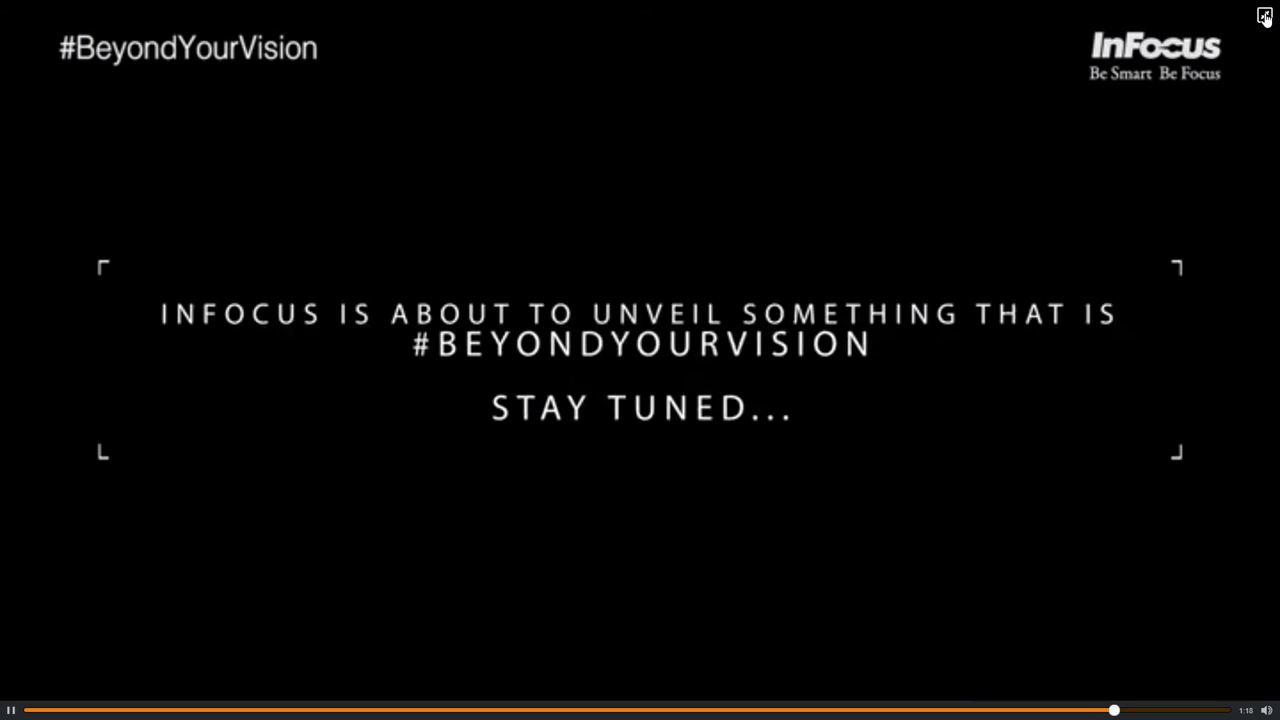 #BeyondYourVision
InFocus
Be Smart Be Focus
INFOCUS IS ABOUT TO UNVEIL SOMETHING THAT IS
#BEYONDYOURVISION
STAY TUNED...
1:18